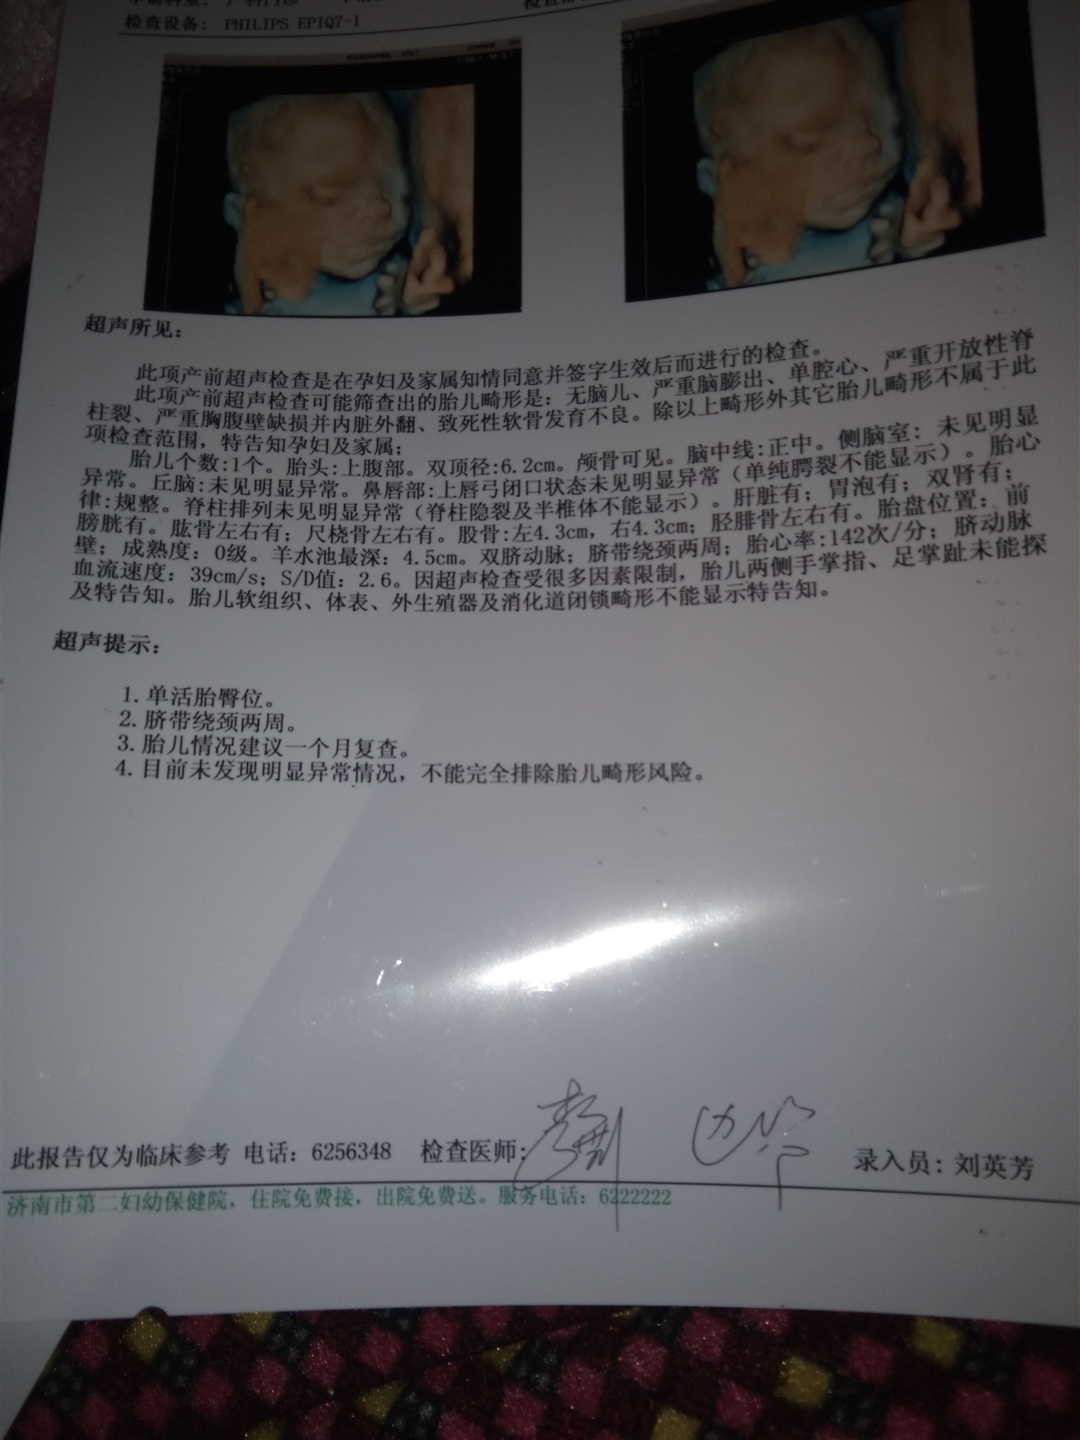 检查设备: PHILIPS EPIQ7-1
超声所见:
此项产前超声检查是在孕妇及家属知情同意并签字生效后而进行的检查。
此项产前超声检查可能筛查出的胎儿畸形是: 无脑儿、严重脑膨出、单腔心、严重开放性脊
柱裂、严重胸腹壁缺损并内脏外翻、致死性软骨发育不良。除以上畸形外其它胎儿畸形不属于此
项检查范围, 特告知孕妇及家属;
胎儿个数:1个。胎头:上腹部。双顶径:6.2cm。颅骨可见。脑中线:正中。侧脑室: 未见明显
异常。丘脑:未见明显异常。鼻唇部:上唇弓闭口状态未见明显异常（单纯腭裂不能显示）。胎心
律:规整。脊柱排列未见明显异常（脊柱隐裂及半椎体不能显示）。肝脏有; 胃泡有; 双肾有;
膀胱有。肱骨左右有; 尺桡骨左右有。股骨:左4.3cm, 右4.3cm; 胫腓骨左右有。胎盘位置: 前
壁; 成熟度: 0级。羊水池最深: 4.5cm。双脐动脉; 脐带绕颈两周; 胎心率:142次/分; 脐动脉
血流速度: 39cm/s; S/D值: 2.6。因超声检查受很多因素限制, 胎儿两侧手掌指、足掌趾未能探
及特告知。胎儿软组织、体表、外生殖器及消化道闭锁畸形不能显示特告知。
超声提示:
1. 单活胎臀位。
2. 脐带绕颈两周。
3. 胎儿情况建议一个月复查。
4. 目前未发现明显异常情况, 不能完全排除胎儿畸形风险。
此报告仅为临床参考 电话: 6256348 检查医师: 录入员: 刘英芳
济南市第二妇幼保健院, 住院免费接, 出院免费送。服务电话: 6222222